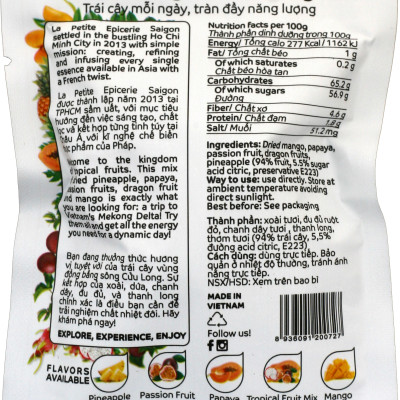 Trái cây mỗi ngày, tràn đầy năng lượng
La Petite Epicerie Saigon
settled in the bustling Ho Chi
Minh City in 2013 with simple
mission: creating, refining
and infusing every single
essence available in Asia with
a French twist.
La Petite Epicerie Saigon
được thành lập năm 2013 tại
TPHCM sầm uất, với mục tiêu
hướng đến việc sáng tạo, chắt
lọc và kết hợp từng tinh túy tại
Châu Á, với kĩ nghệ chế biến
thực phẩm của Pháp.
come to the kingdom
tropical fruits. This mix
dried pineapple, papaya,
passion fruits, dragon fruit
and mango is exactly what
you are looking for: a trip to
Vietnam's Mekong Delta! Try
them all and get all the energy
you need for a dynamic day!
Bạn đang thưởng thức hương
vị tuyệt vời của trái cây vùng
đồng bằng sông Cửu Long. Sự
kết hợp của xoài, dứa, chanh
dây, đu đủ, và thanh long
chính xác là điều bạn cần để
trải nghiệm chất nhiệt đới. Hãy
khám phá ngay!
EXPLORE, EXPERIENCE, ENJOY
Nutrition facts per 100g
Thành phần dinh dưỡng trong 100g
Energy/ Tổng calo 277 Kcal / 1162 kJ
Fat/ Tổng chất béo 1 g
Of which saturates 0.2 g
Chất béo hòa tan
Carbohydrates 65.2g
Of which sugars 56.9g
Đường
Fiber/ Chất xơ 4.6g
Protein/ Chất đạm 1.8g
Salt/ Muối 51.2mg
Ingredients: Dried mango, papaya,
passion fruit, dragon fruits,
pineapple (94% fruit, 5.5% sugar
acid citric, preservative E223)
Way to use: use directly. Store at
ambient temperature avoiding
direct sunlight.
Best before: See packaging
Thành phần: xoài tươi, đu đủ ruột
đỏ, chanh dây tươi , thanh long,
thơm tươi (94% trái cây, 5,5%
đường acid citric, E223)
Cách dùng: dùng trực tiếp. Bảo
quản ở nhiệt độ thường, tránh ánh
nắng trực tiếp.
NSX/HSD: Xem trên bao bì
MADE IN
VIETNAM
Follow us!
8 938091 200727
FLAVORS
AVAILABLE
Pineapple Passion Fruit Papaya Tropical Fruit Mix Mango